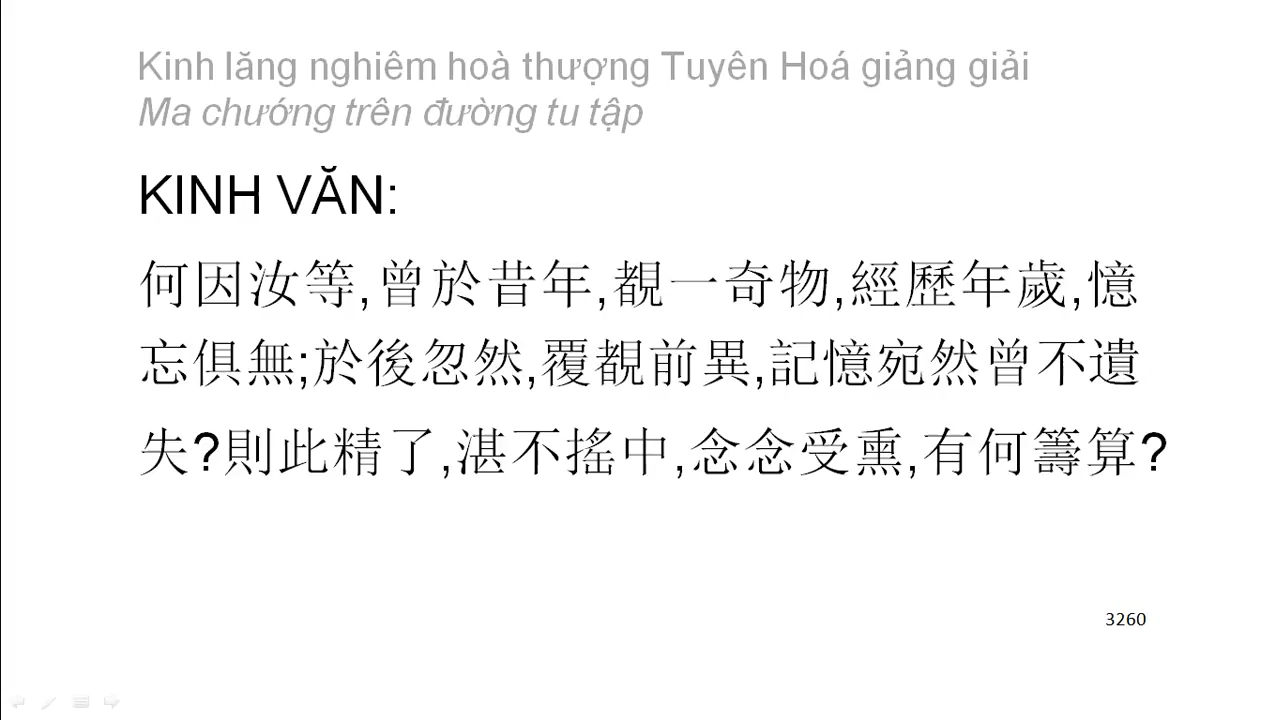 Kinh lăng nghiêm hoà thượng Tuyên Hoá giảng giải
Ma chướng trên đường tu tập
KINH VĂN:
何因汝等,曾於昔年,覩一奇物,經歷年歲,憶
忘俱無;於後忽然,覆覩前異,記憶宛然曾不遺
失?則此精了,湛不搖中,念念受熏,有何籌算?
3260